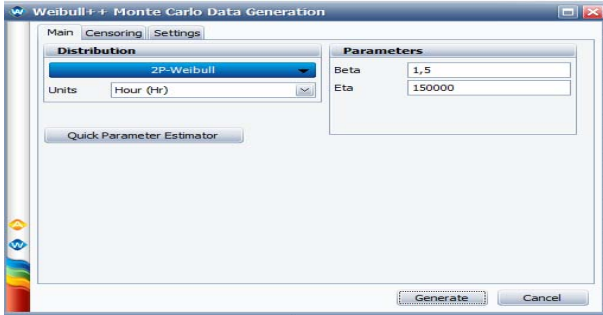 Weibull++ Monte Carlo Data Generation
Main Censoring Settings
Distribution
2P-Weibull
Units Hour (Hr)
Quick Parameter Estimator
Parameters
Beta 1,5
Eta 150000
Generate Cancel